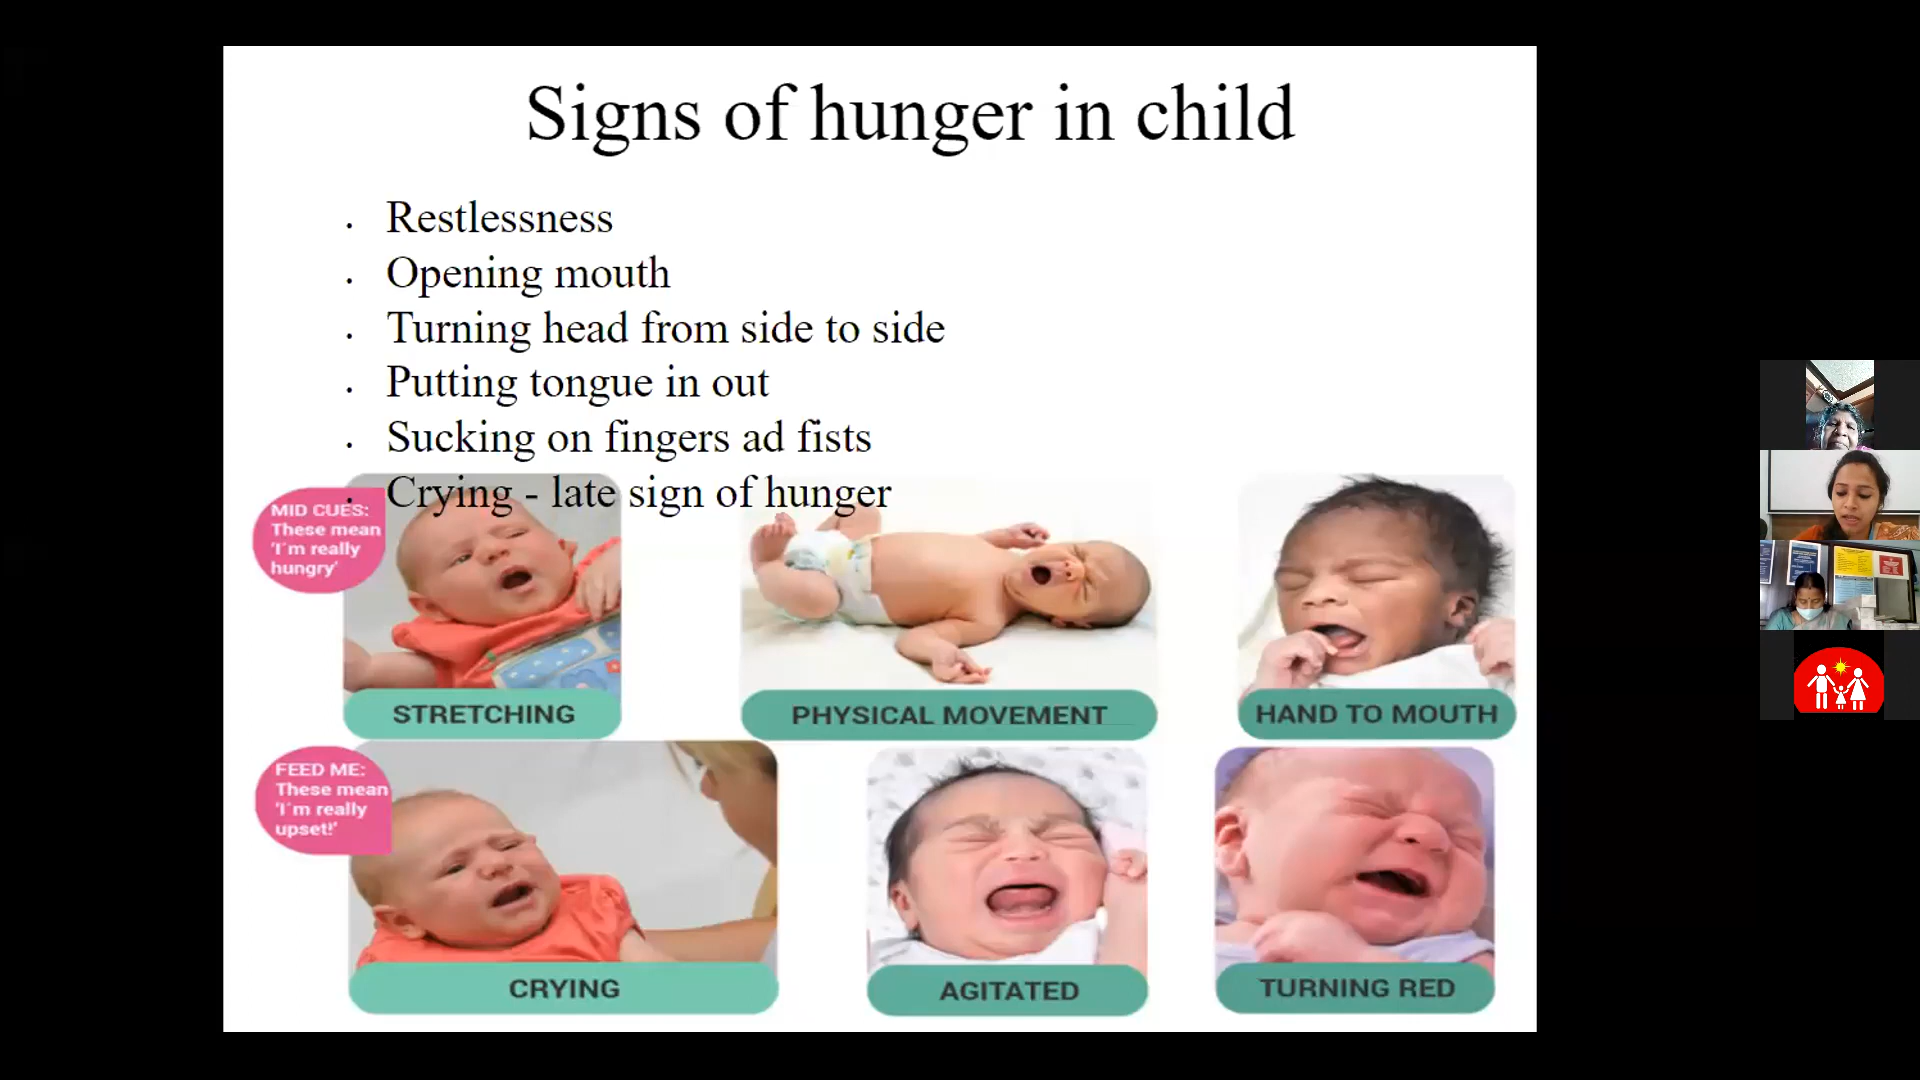 Signs of hunger in child
Restlessness
Opening mouth
Turning head from side to side
Putting tongue in out
Sucking on fingers ad fists
Crying - late sign of hunger
MID CUES:
These mean
'I'm really
hungry'
STRETCHING
PHYSICAL MOVEMENT
HAND TO MOUTH
FEED ME:
These mean
'I'm really
upset!'
CRYING
AGITATED
TURNING RED